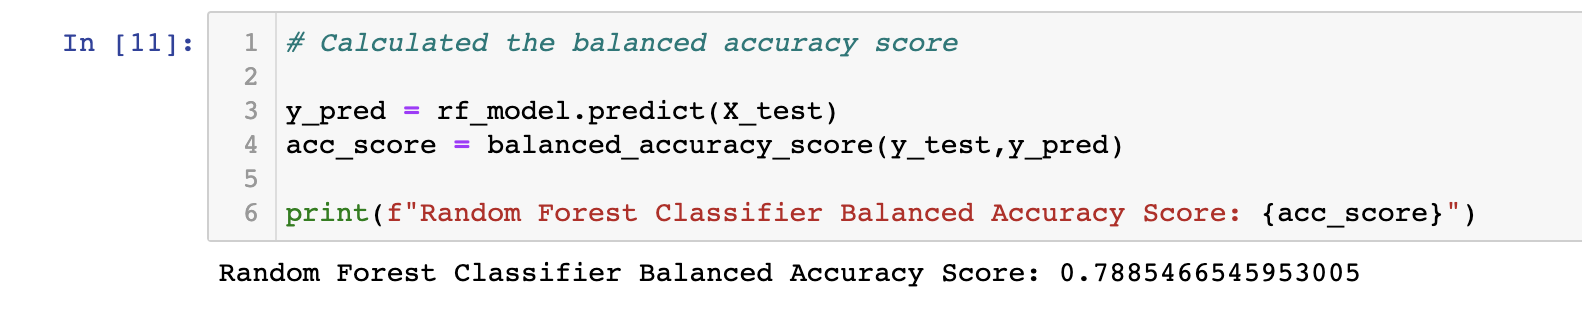 In [11]:
1 # Calculated the balanced accuracy score
2
3 y_pred = rf_model.predict(X_test)
4 acc_score = balanced_accuracy_score(y_test,y_pred)
5
6 print(f"Random Forest Classifier Balanced Accuracy Score: {acc_score}")
Random Forest Classifier Balanced Accuracy Score: 0.7885466545953005